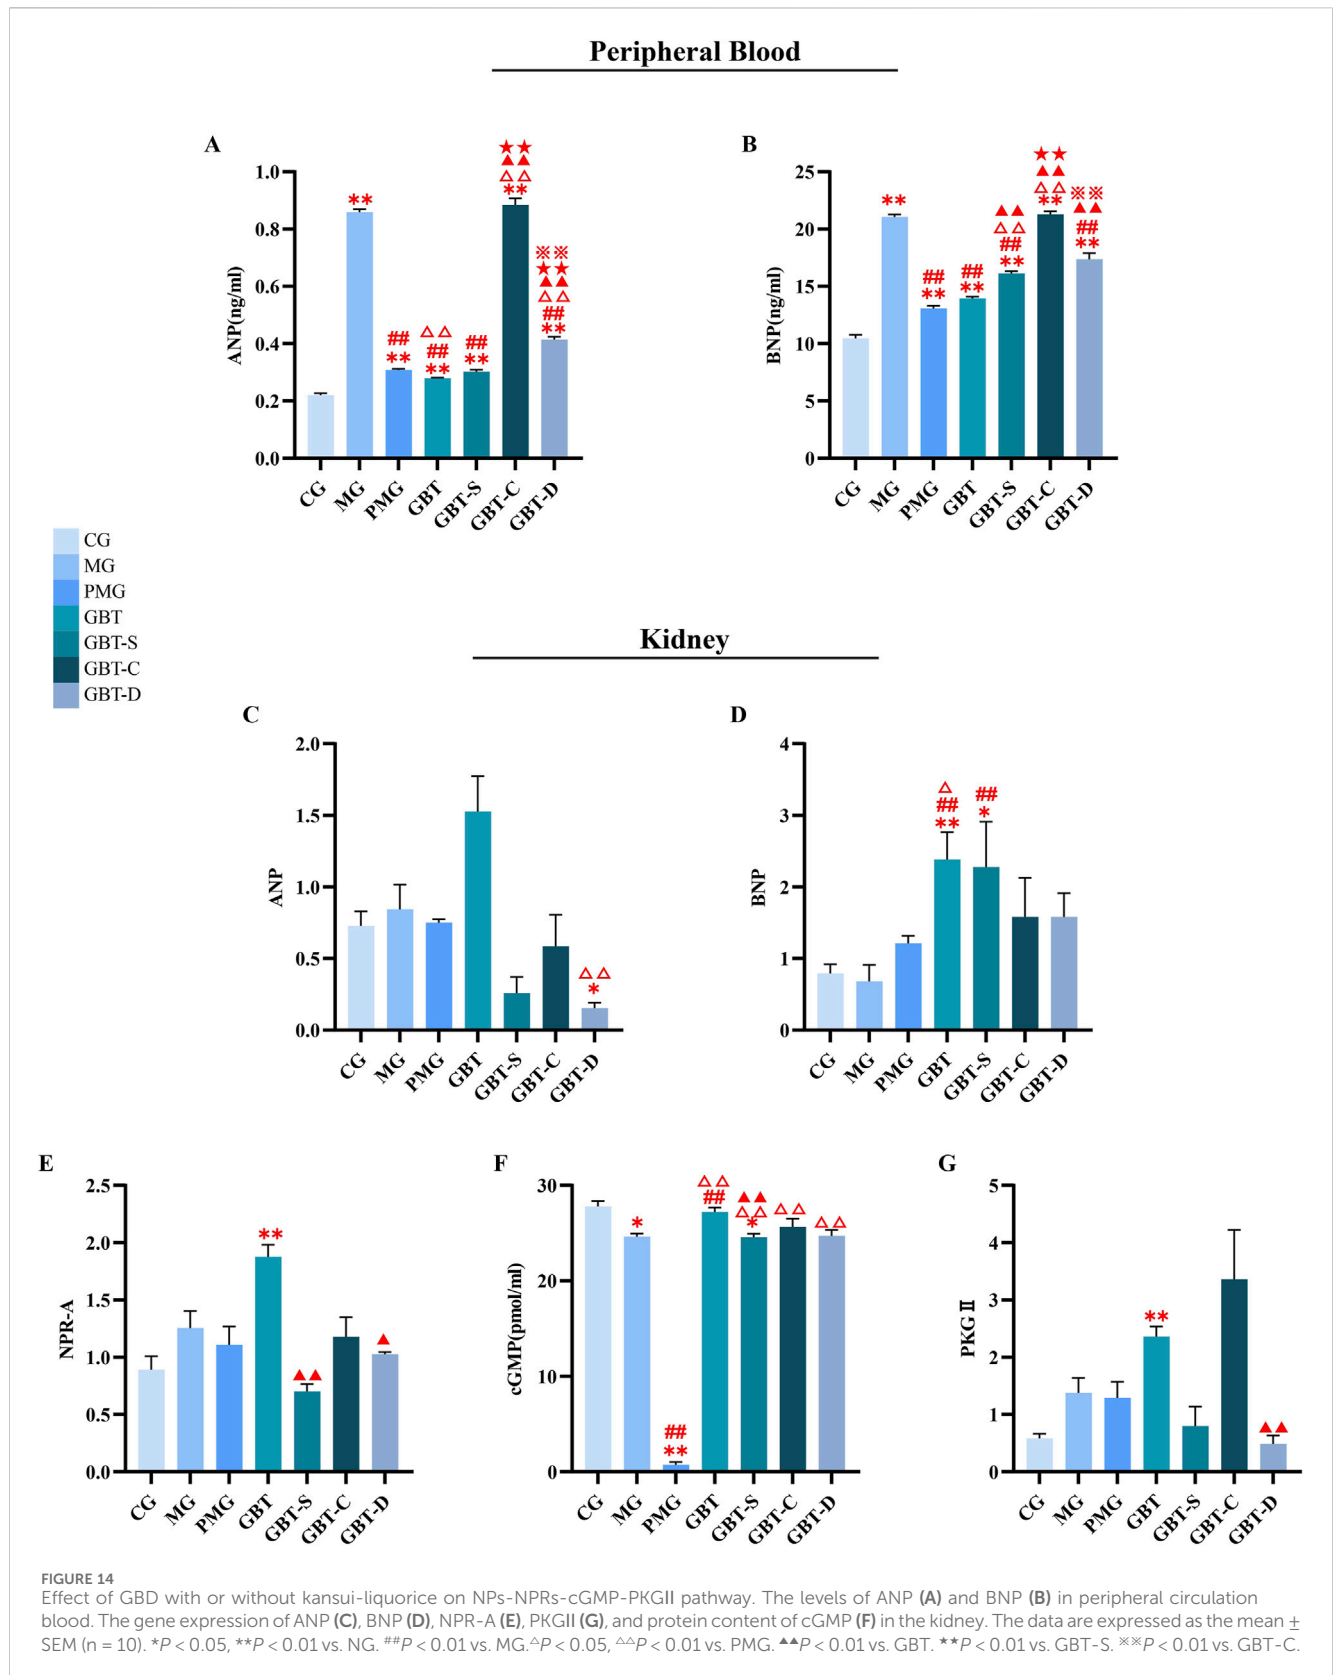 Peripheral Blood
A
ANP(ng/ml)
1.0
0.8
0.6
0.4
0.2
0.0
**
##
**
△△
##
**
##
**
★★
▲▲
△△
**
※※
★★
▲▲
△△
##
**
CG MG PMG GBT GBT-S GBT-C GBT-D
B
BNP(ng/ml)
25
20
15
10
5
0
**
##
**
##
**
▲▲
△△
##
**
★★
▲▲
△△
**
※※
▲▲
##
**
CG MG PMG GBT GBT-S GBT-C GBT-D
CG
MG
PMG
GBT
GBT-S
GBT-C
GBT-D
Kidney
C
ANP
2.0
1.5
1.0
0.5
0.0
△△
*
CG MG PMG GBT GBT-S GBT-C GBT-D
D
BNP
4
3
2
1
0
△
##
**
##
*
CG MG PMG GBT GBT-S GBT-C GBT-D
E
NPR-A
2.5
2.0
1.5
1.0
0.5
0.0
**
▲▲
▲
CG MG PMG GBT GBT-S GBT-C GBT-D
F
cGMP(pmol/ml)
30
20
10
0
*
##
**
△△
##
▲▲
△△
*
△△
△△
CG MG PMG GBT GBT-S GBT-C GBT-D
G
PKG II
5
4
3
2
1
0
**
▲▲
CG MG PMG GBT GBT-S GBT-C GBT-D
FIGURE 14
Effect of GBD with or without kansui-liquorice on NPs-NPRs-cGMP-PKGII pathway. The levels of ANP (A) and BNP (B) in peripheral circulation
blood. The gene expression of ANP (C), BNP (D), NPR-A (E), PKGII (G), and protein content of cGMP (F) in the kidney. The data are expressed as the mean ±
SEM (n = 10). *P < 0.05, **P < 0.01 vs. NG. ##P < 0.01 vs. MG.△P < 0.05, △△P < 0.01 vs. PMG. ▲▲P < 0.01 vs. GBT. ★★P < 0.01 vs. GBT-S. ※※P < 0.01 vs. GBT-C.